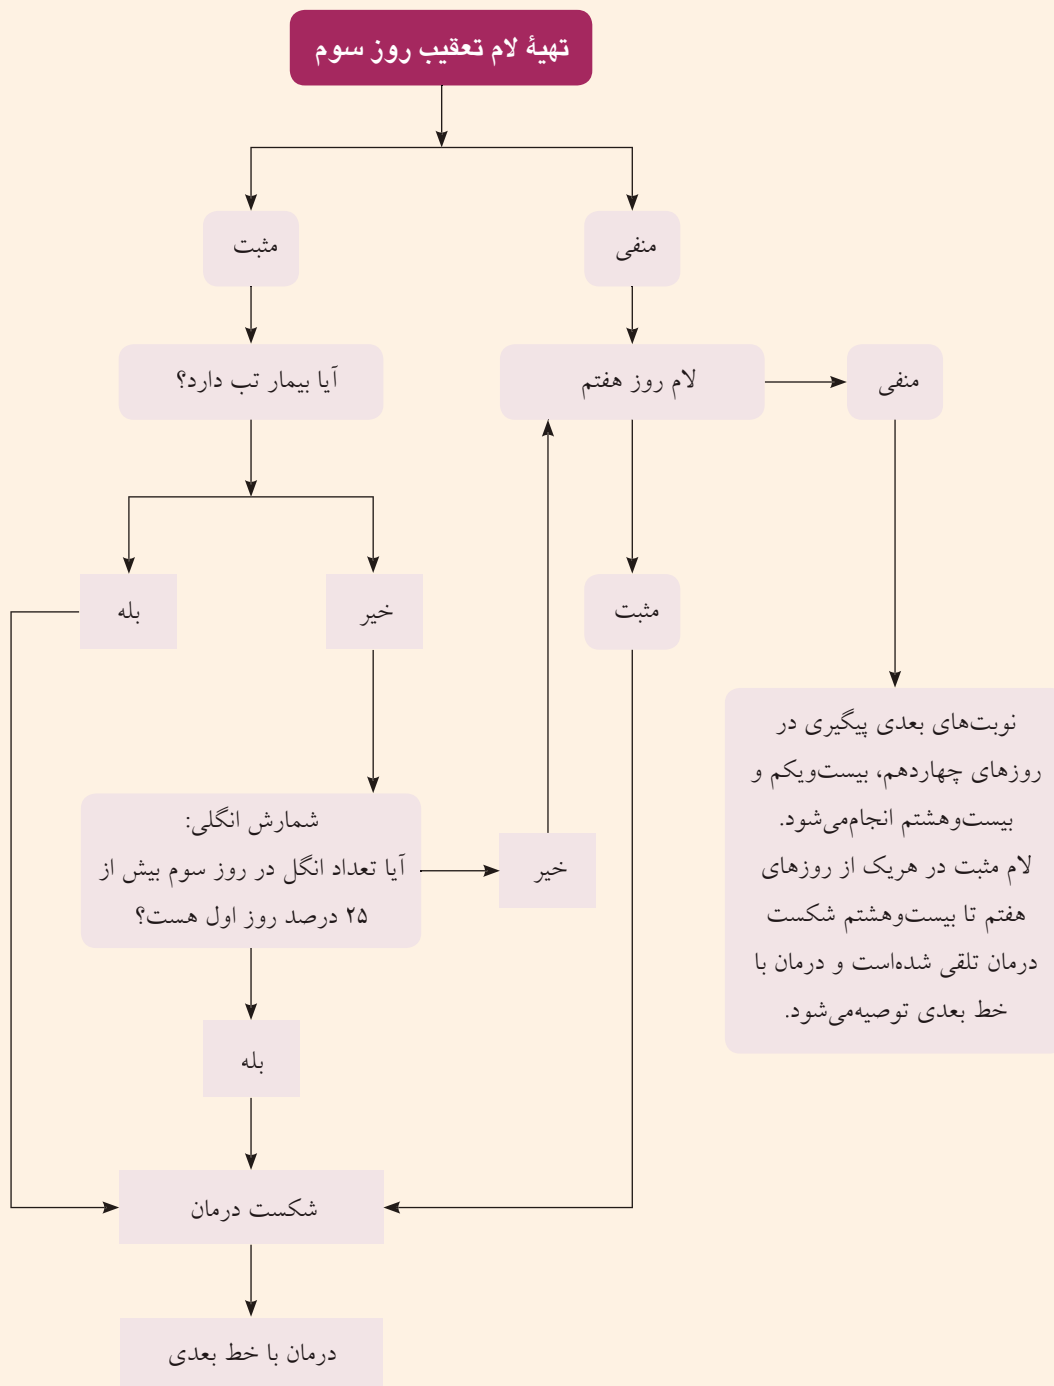 تهیهٔ لام تعقیب روز سوم
منفی
مثبت
منفی
لام روز هفتم
آیا بیمار تب دارد؟
مثبت
خیر
بله
نوبت‌های بعدی پیگیری در
روزهای چهاردهم، بیست‌ویکم و
بیست‌وهشتم انجام‌می‌شود.
لام مثبت در هریک از روزهای
هفتم تا بیست‌وهشتم شکست
درمان تلقی شده‌است و درمان با
خط بعدی توصیه‌می‌شود.
خیر
شمارش انگلی:
آیا تعداد انگل در روز سوم بیش از
۲۵ درصد روز اول هست؟
بله
شکست درمان
درمان با خط بعدی